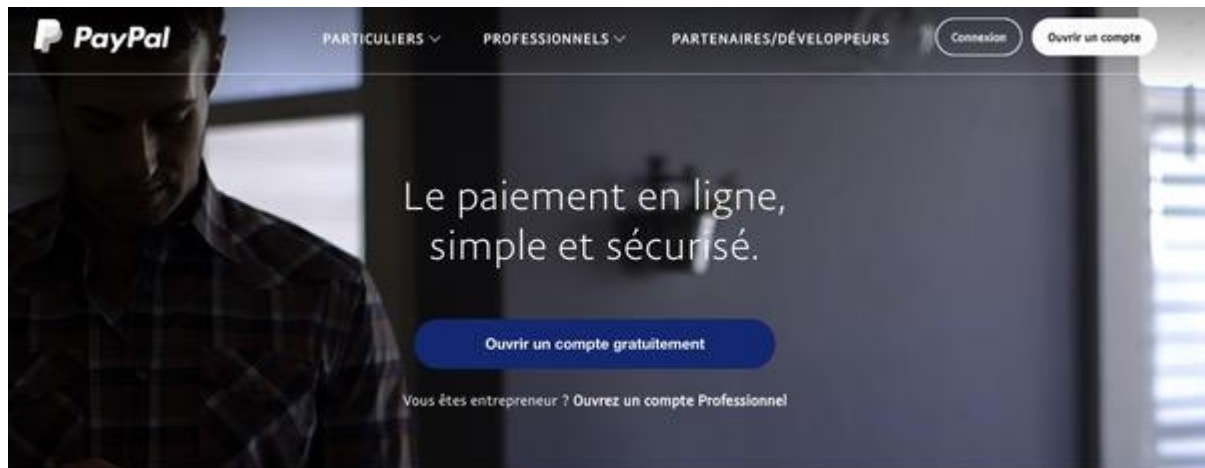 PayPal
PARTICULIERS
PROFESSIONNELS
PARTENAIRES/DÉVELOPPEURS
Connexion
Ouvrir un compte
Le paiement en ligne,
simple et sécurisé.
Ouvrir un compte gratuitement
Vous êtes entrepreneur ? Ouvrez un compte Professionnel